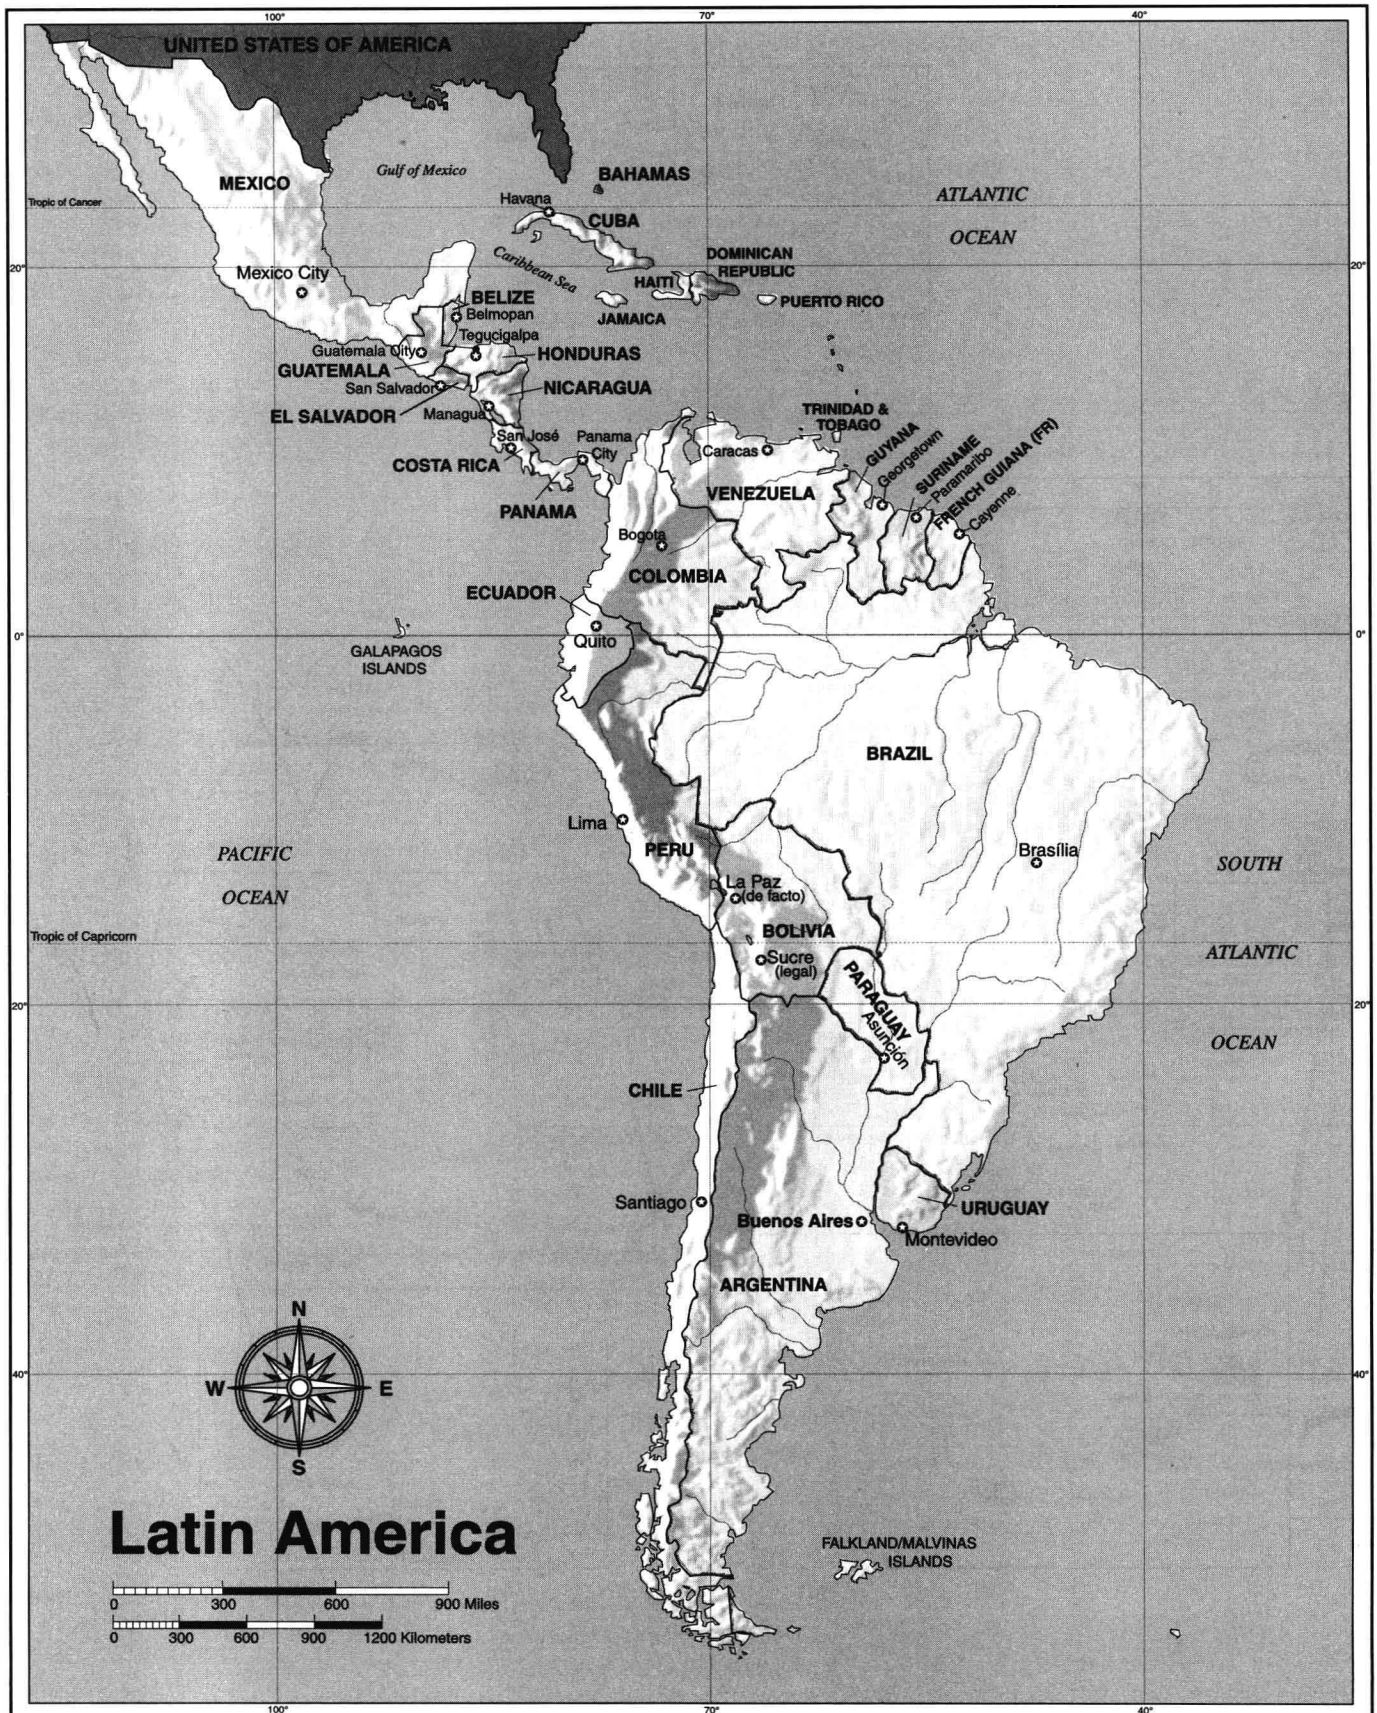 100°
70°
40°
UNITED STATES OF AMERICA
Gulf of Mexico
BAHAMAS
MEXICO
ATLANTIC
Tropic of Cancer
Havana
CUBA
OCEAN
Caribbean Sea
DOMINICAN
REPUBLIC
20°
20°
Mexico City
HAITI
BELIZE
PUERTO RICO
Belmopan
JAMAICA
Tegucigalpa
Guatemala City
HONDURAS
GUATEMALA
San Salvador
NICARAGUA
EL SALVADOR
Managua
TRINIDAD &
TOBAGO
San José
Panama
City
Caracas
GUYANA
Georgetown
SURINAME
Paramaribo
FRENCH GUIANA (FR)
Cayenne
COSTA RICA
VENEZUELA
PANAMA
Bogota
COLOMBIA
ECUADOR
0°
0°
Quito
GALAPAGOS
ISLANDS
BRAZIL
Lima
PERU
PACIFIC
OCEAN
Brasília
SOUTH
La Paz
(de facto)
BOLIVIA
Tropic of Capricorn
ATLANTIC
Sucre
(legal)
PARAGUAY
Asunción
20°
20°
OCEAN
CHILE
Santiago
Buenos Aires
URUGUAY
Montevideo
ARGENTINA
N
W
E
S
40°
40°
Latin America
FALKLAND/MALVINAS
ISLANDS
0 300 600 900 Miles
0 300 600 900 1200 Kilometers
100°
70°
40°